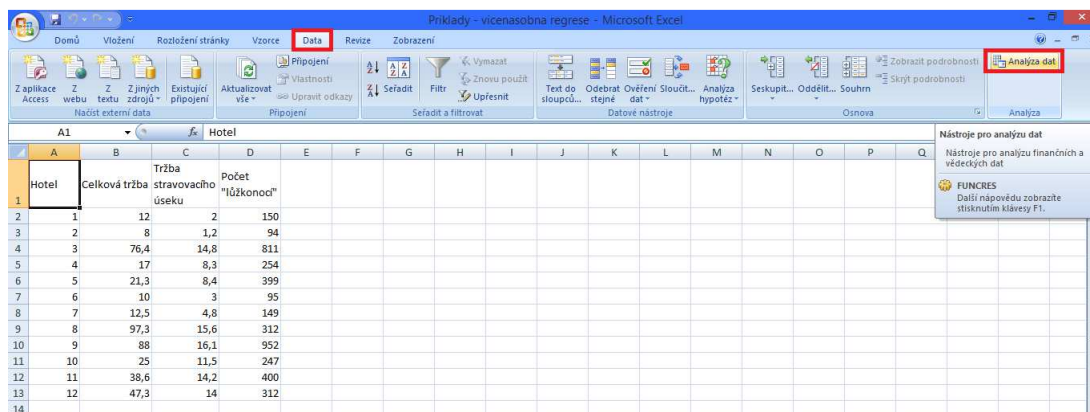 Priklady - vicenasobna regrese - Microsoft Excel
Domů Vložení Rozložení stránky Vzorce Data Revize Zobrazení
Z aplikace Access
Z webu
Z textu
Z jiných zdrojů
Existující připojení
Načíst externí data
Aktualizovat vše
Připojení
Vlastnosti
Upravit odkazy
Připojení
Seřadit
Filtr
Vymazat
Znovu použít
Upřesnit
Seřadit a filtrovat
Text do sloupců...
Odebrat stejné
Ověření dat
Sloučit...
Analýza hypotéz
Datové nástroje
Seskupit...
Oddělit...
Souhrn
Zobrazit podrobnosti
Skrýt podrobnosti
Osnova
Analýza dat
Analýza
A1 fx Hotel
Nástroje pro analýzu dat
Nástroje pro analýzu finančních a
vědeckých dat
FUNCRES
Další nápovědu zobrazíte
stisknutím klávesy F1.
A B C D E F G H I J K L M N O P Q
1 Hotel Celková tržba Tržba stravovacího úseku Počet "lůžkonocí"
2 1 12 2 150
3 2 8 1,2 94
4 3 76,4 14,8 811
5 4 17 8,3 254
6 5 21,3 8,4 399
7 6 10 3 95
8 7 12,5 4,8 149
9 8 97,3 15,6 312
10 9 88 16,1 952
11 10 25 11,5 247
12 11 38,6 14,2 400
13 12 47,3 14 312
14